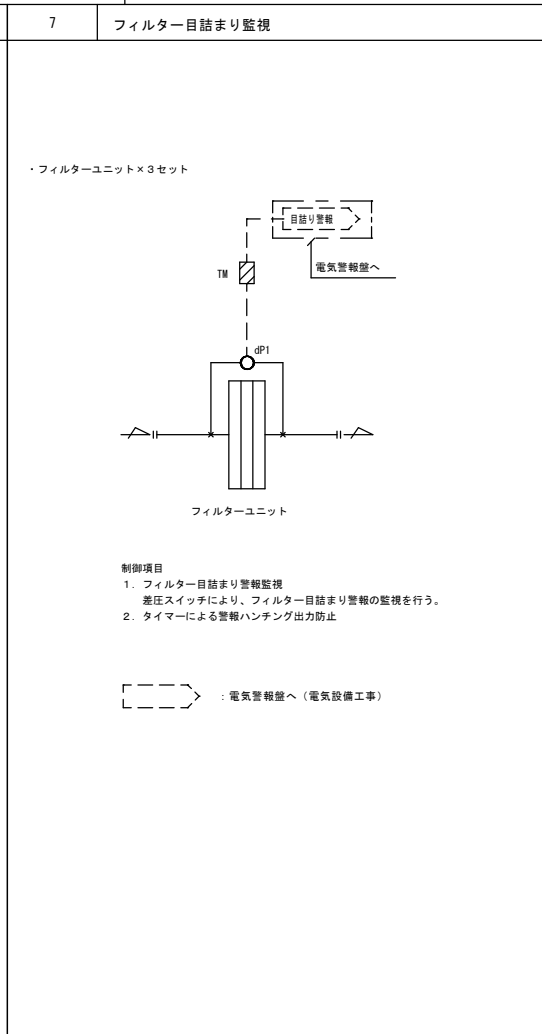 7 フィルター目詰まり監視
・フィルターユニット×3セット
目詰り警報
電気警報盤へ
TM
dP1
フィルターユニット
制御項目
1. フィルター目詰まり警報監視
差圧スイッチにより、フィルター目詰まり警報の監視を行う。
2. タイマーによる警報ハンチング出力防止
：電気警報盤へ（電気設備工事）